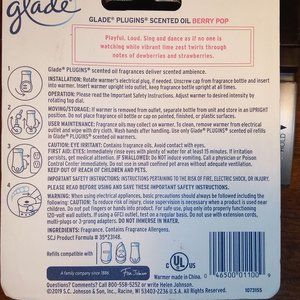 glade
GLADE® PLUGINS® SCENTED OIL BERRY POP
Playful. Loud. Sing and dance as if no one is
watching while vibrant lime zest twirls through
notes of dewberries and strawberries.
Glade® PLUGINS® scented oil fragrances deliver scented ambience.
INSTALLATION: Rotate warmer's electrical plug, if needed. Unscrew cap from fragrance bottle and insert
into warmer. Insert warmer upright into outlet, keeping fragrance bottle in vertical position.
OPERATION: Please read the Important Safety Instructions. Adjust warmer to desired intensity by
rotating top dial.
MOVING/STORAGE: If warmer is removed from outlet, separate bottle from unit and store in an UPRIGHT
position. Do not place fragrance oil bottle or cap on painted, finished, or plastic surfaces.
USER MAINTENANCE: Fragrance oils may collect on warmer. To clean, remove warmer from electrical
outlet and wipe with dry cloth. Wash hands after handling. Use only Glade® PLUGINS® oil refills
in Glade® PLUGINS® oil warmers.
CAUTION: EYE IRRITANT: Contains fragrance oils. Avoid contact with eyes.
FIRST AID: EYES: Immediately rinse eyes with plenty of water for at least 15 minutes. If irritation
persists, get medical attention. IF SWALLOWED: Do NOT induce vomiting. Call a physician or Poison
Control Center immediately. Do not use in small confined pet areas without adequate ventilation.
KEEP OUT OF REACH OF CHILDREN AND PETS.
IMPORTANT SAFETY INSTRUCTIONS: INSTRUCTIONS PERTAINING TO THE RISK OF FIRE, ELECTRIC SHOCK, OR INJURY.
PLEASE READ BEFORE USING AND SAVE THESE IMPORTANT SAFETY INSTRUCTIONS.
WARNING: When using electrical appliances, basic precautions should always be followed including
the following: To reduce the risk of injury, close supervision is necessary when a product is used near
children. Do not put fingers or hands into product. For safe use, plug only into properly functioning
120-volt wall outlets. If using a GFCI outlet, test on a regular basis. Do not use with extension cords,
multi-plugs or 3-prong adapters. DO NOT IMMERSE IN WATER.
INGREDIENTS: Fragrance. Contains Fragrance Allergens.
SCJ Product Formula # 35*23148.
Refills compatible with
A family company since 1886
Warmer made in China.
Questions? Comments? Call 800-558-5252 or write Helen Johnson.
©2019 S.C. Johnson & Son, Inc., Racine, WI 53403-2236 U.S.A. All Rights Reserved.